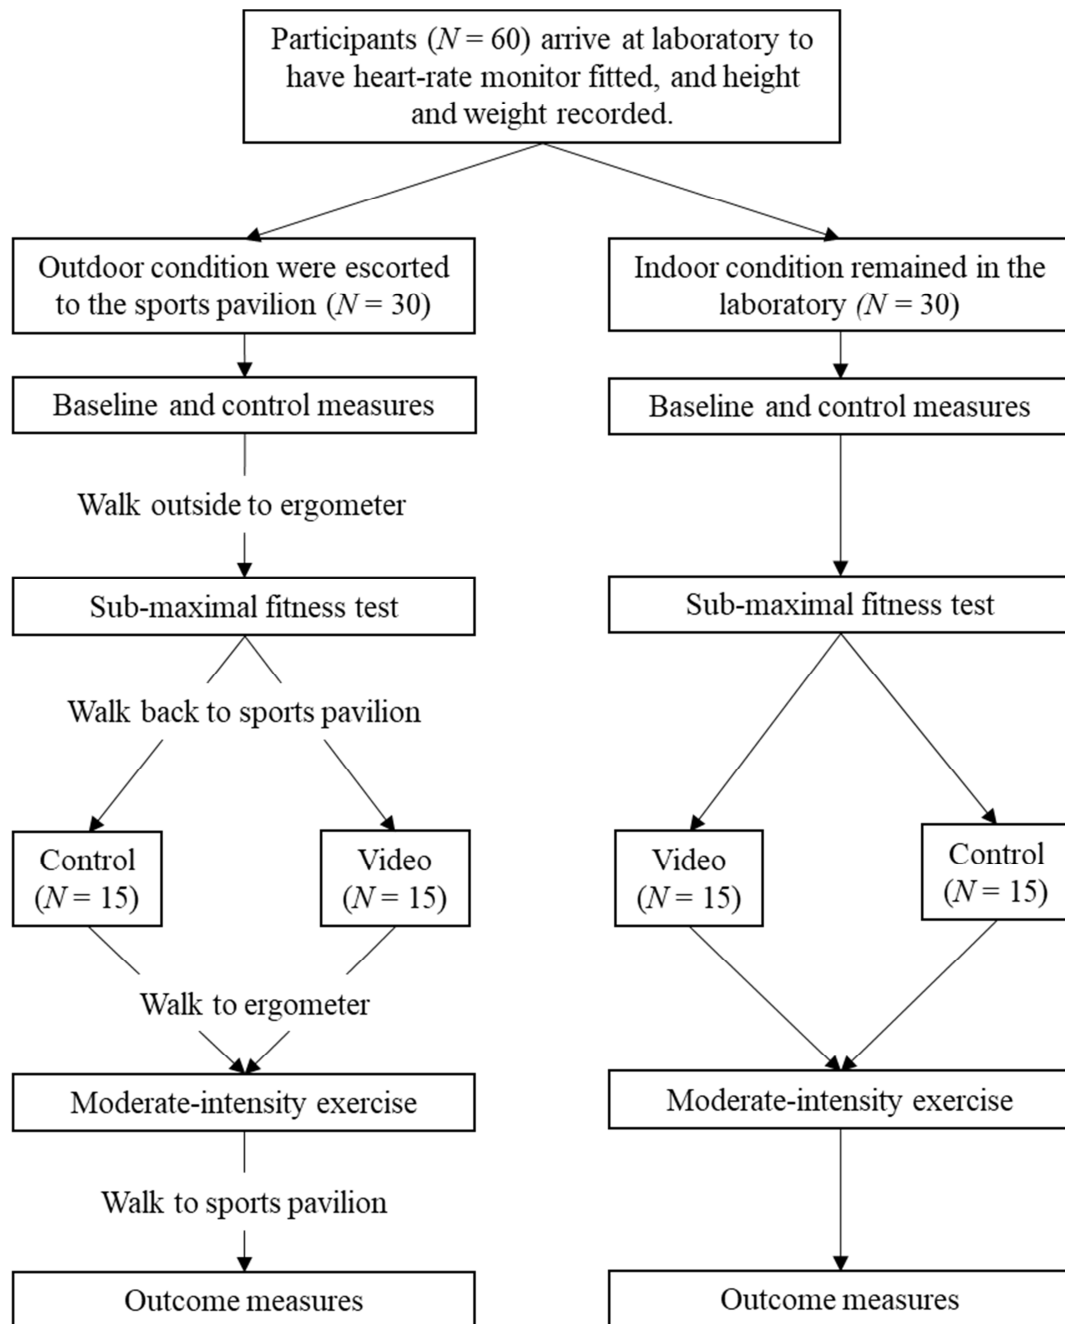 Participants (N = 60) arrive at laboratory to
have heart-rate monitor fitted, and height
and weight recorded.
Outdoor condition were escorted
to the sports pavilion (N = 30)
Indoor condition remained in the
laboratory (N = 30)
Baseline and control measures
Baseline and control measures
Walk outside to ergometer
Sub-maximal fitness test
Sub-maximal fitness test
Walk back to sports pavilion
Control
(N = 15)
Video
(N = 15)
Video
(N = 15)
Control
(N = 15)
Walk to ergometer
Moderate-intensity exercise
Moderate-intensity exercise
Walk to sports pavilion
Outcome measures
Outcome measures